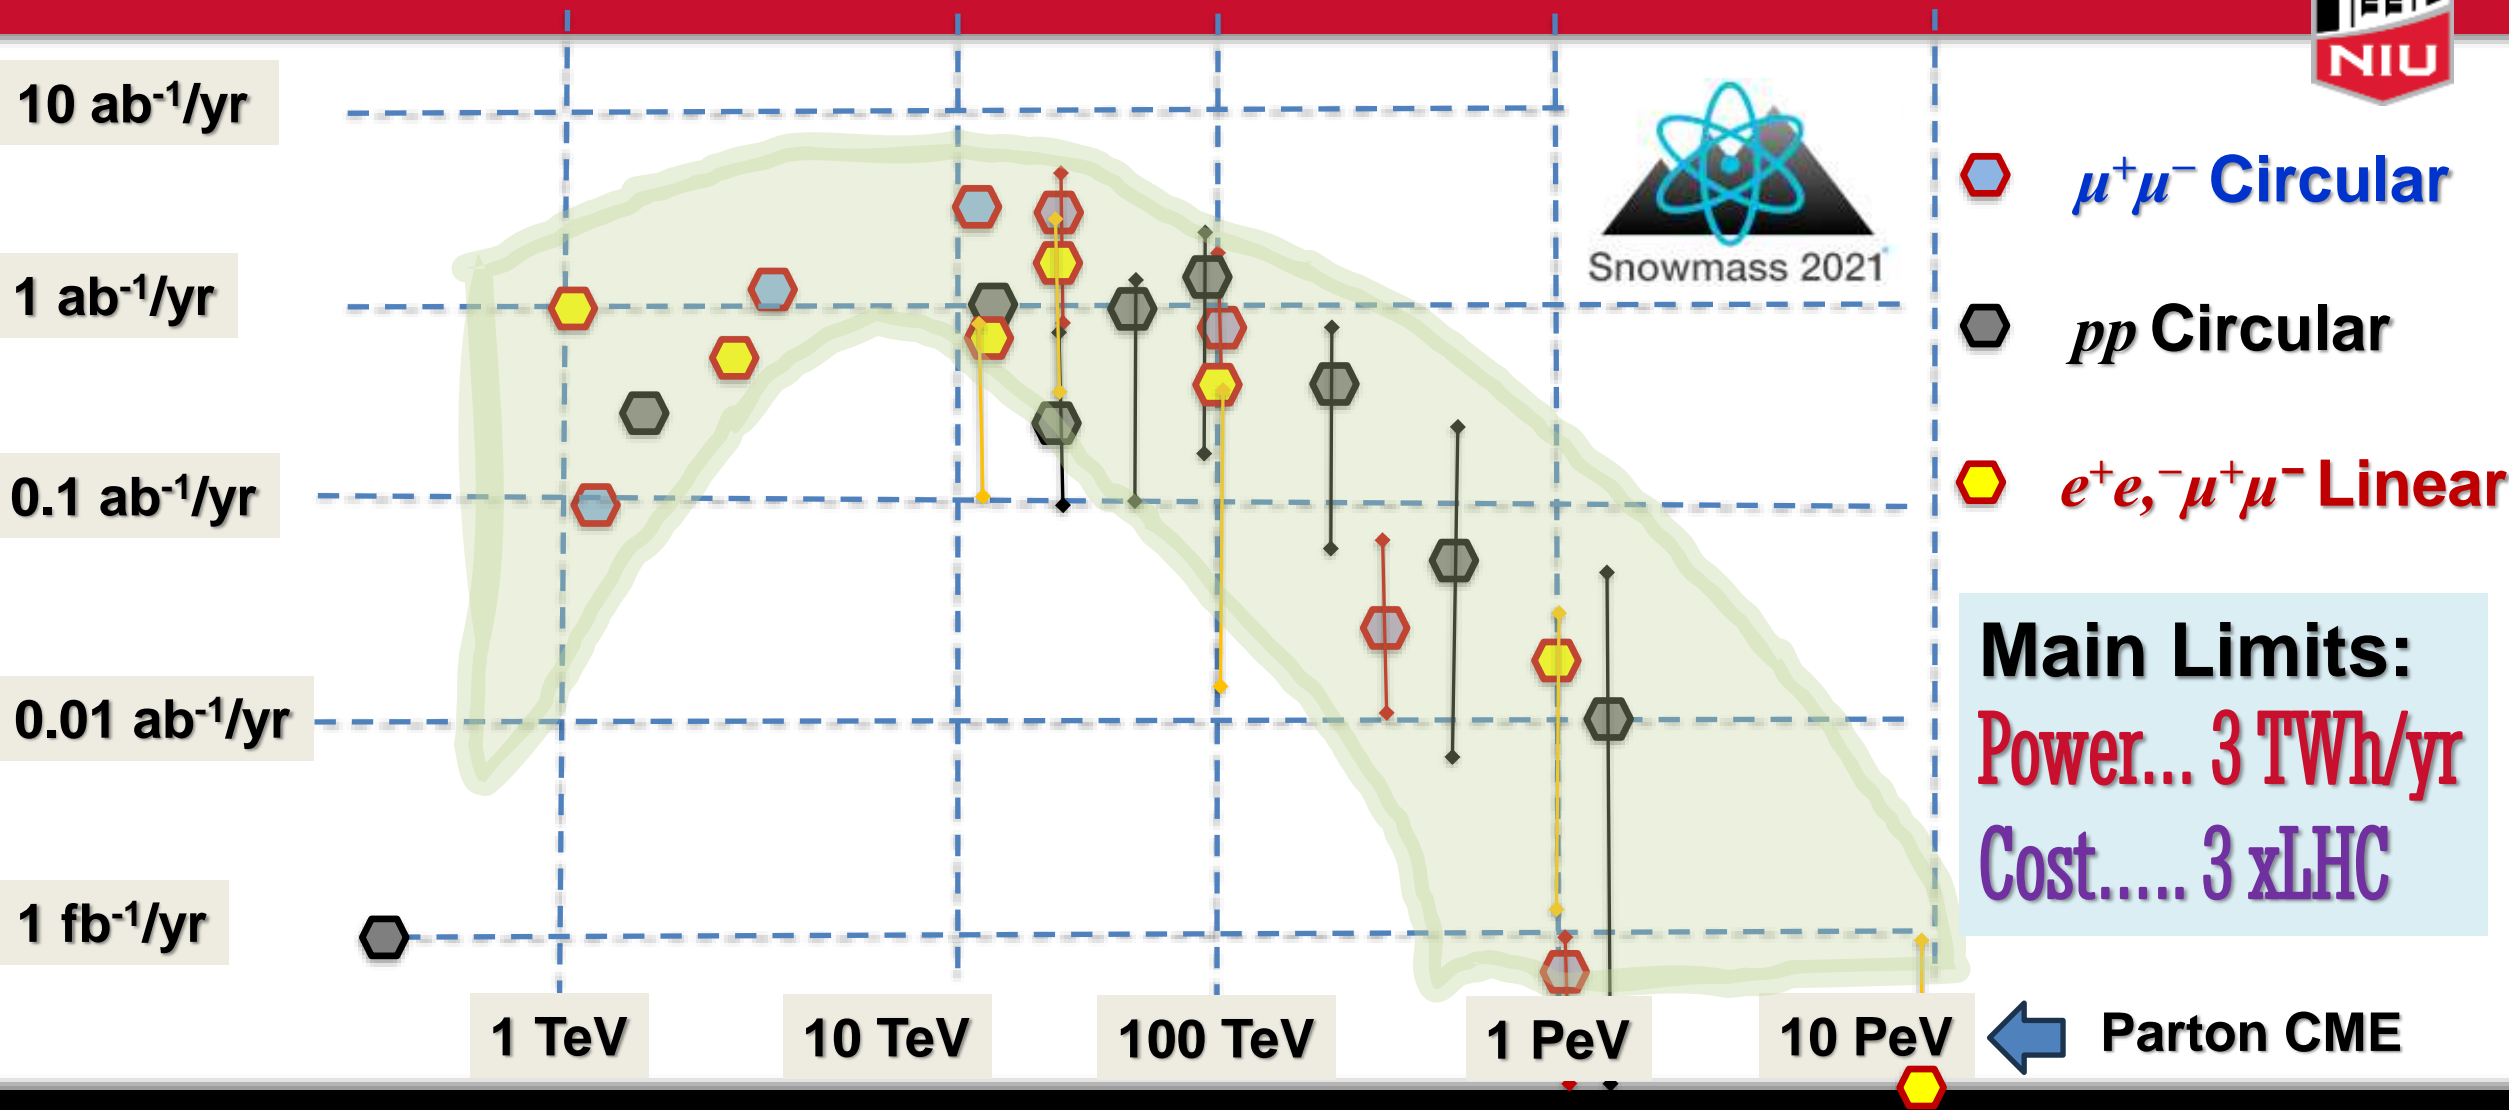 NIU
10 ab⁻¹/yr
1 ab⁻¹/yr
0.1 ab⁻¹/yr
0.01 ab⁻¹/yr
1 fb⁻¹/yr
Snowmass 2021
μ⁺μ⁻ Circular
pp Circular
e⁺e,⁻μ⁺μ⁻ Linear
Main Limits:
Power... 3 TWh/yr
Cost..... 3 xLHC
1 TeV
10 TeV
100 TeV
1 PeV
10 PeV
Parton CME